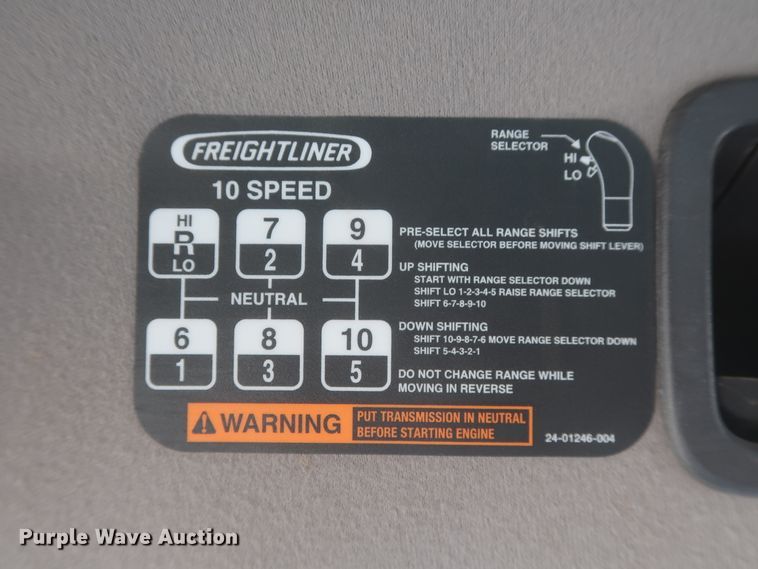 FREIGHTLINER
10 SPEED
RANGE
SELECTOR
HI
LO
HI
R
LO
7
2
9
4
NEUTRAL
6
1
8
3
10
5
PRE-SELECT ALL RANGE SHIFTS
(MOVE SELECTOR BEFORE MOVING SHIFT LEVER)
UP SHIFTING
START WITH RANGE SELECTOR DOWN
SHIFT LO 1-2-3-4-5 RAISE RANGE SELECTOR
SHIFT 6-7-8-9-10
DOWN SHIFTING
SHIFT 10-9-8-7-6 MOVE RANGE SELECTOR DOWN
SHIFT 5-4-3-2-1
DO NOT CHANGE RANGE WHILE
MOVING IN REVERSE
WARNING
PUT TRANSMISSION IN NEUTRAL
BEFORE STARTING ENGINE
24-01246-004
Purple Wave Auction